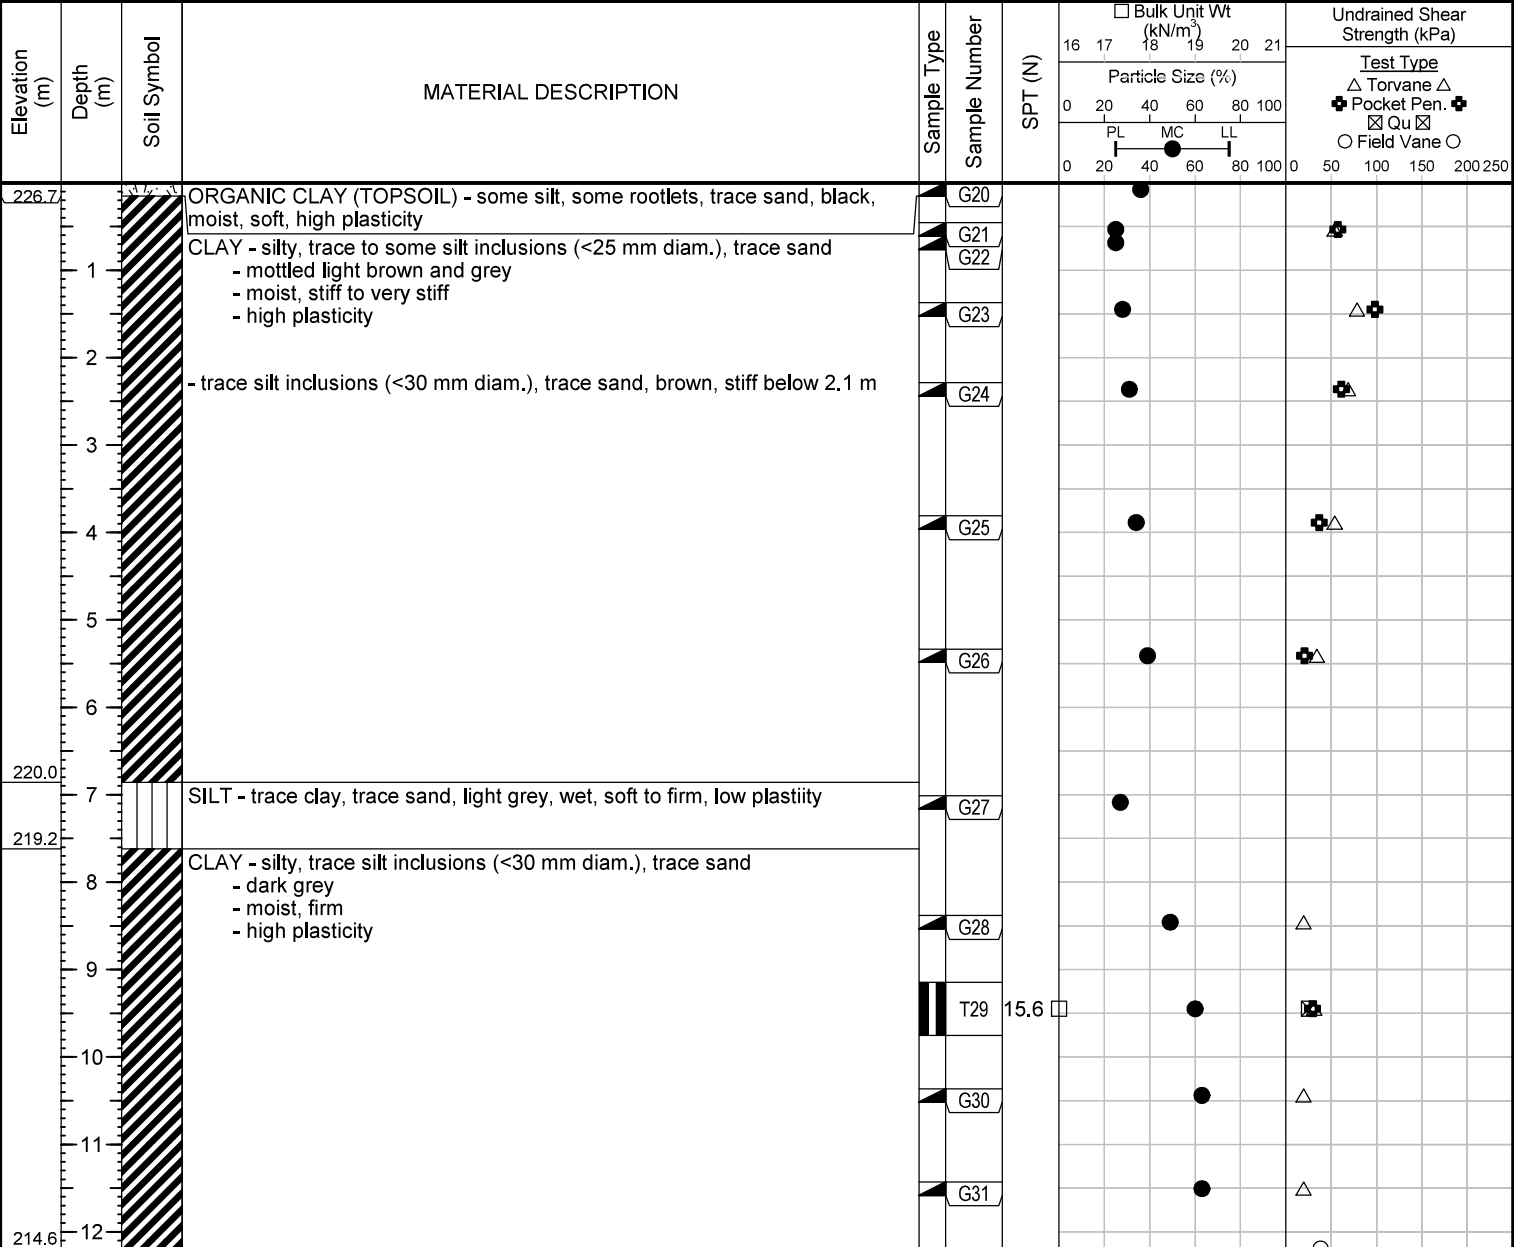 Elevation
(m)
Depth
(m)
Soil Symbol
MATERIAL DESCRIPTION
Sample Type
Sample Number
SPT (N)
Bulk Unit Wt
(kN/m³)
16 17 18 19 20 21
Particle Size (%)
0 20 40 60 80 100
PL MC LL
0 20 40 60 80 100
Undrained Shear
Strength (kPa)
Test Type
Torvane
Pocket Pen.
Qu
Field Vane
0 50 100 150 200 250
226.7
ORGANIC CLAY (TOPSOIL) - some silt, some rootlets, trace sand, black,
moist, soft, high plasticity
G20
CLAY - silty, trace to some silt inclusions (<25 mm diam.), trace sand
- mottled light brown and grey
- moist, stiff to very stiff
- high plasticity
G21
G22
1
G23
2
- trace silt inclusions (<30 mm diam.), trace sand, brown, stiff below 2.1 m
G24
3
4
G25
5
G26
6
220.0
7
SILT - trace clay, trace sand, light grey, wet, soft to firm, low plastiity
G27
219.2
CLAY - silty, trace silt inclusions (<30 mm diam.), trace sand
- dark grey
- moist, firm
- high plasticity
8
G28
9
T29
15.6
10
G30
11
G31
12
214.6